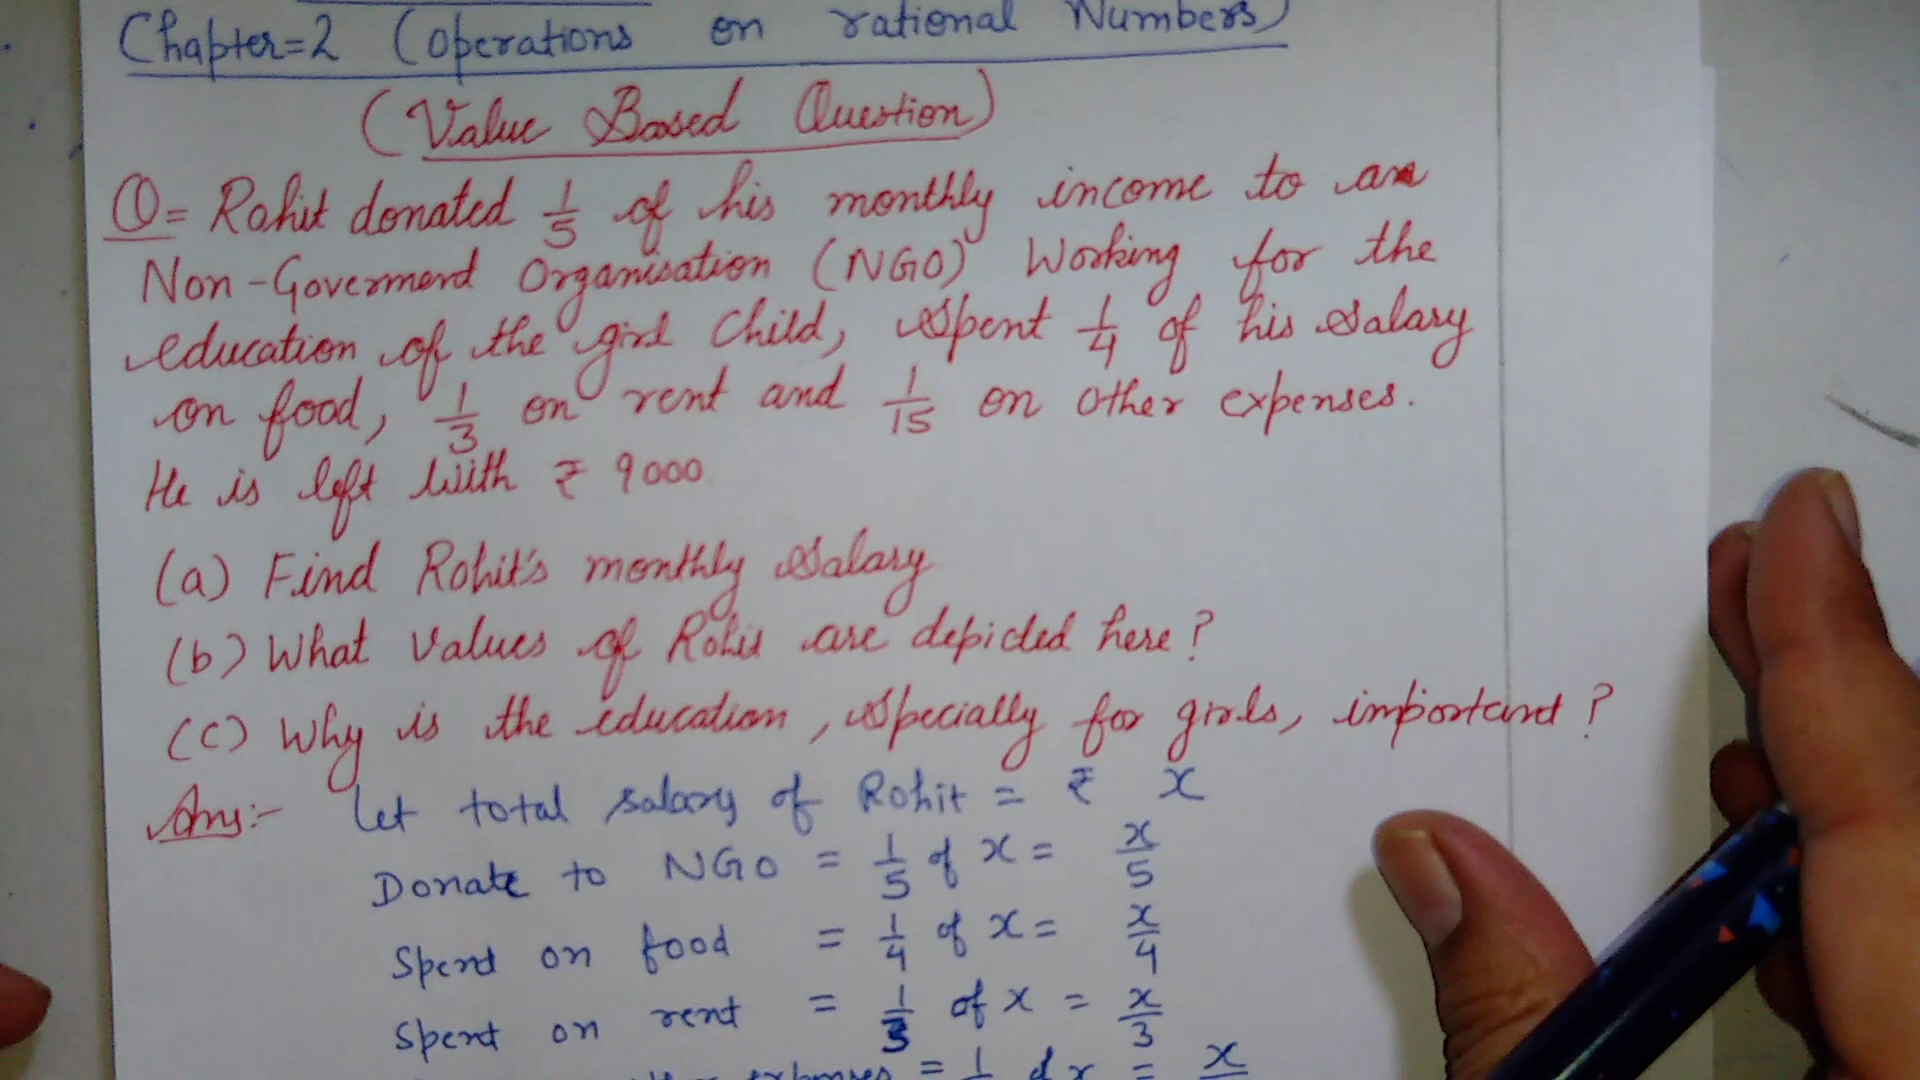 Chapter=2 (Operations on rational Numbers)
(Value Based Question)
Q= Rohit donated 1/5 of his monthly income to an
Non-Goverment Organisation (NGO) Working for the
education of the girl Child, spent 1/4 of his salary
on food, 1/3 on rent and 1/15 on other expenses.
He is left with ₹ 9000
(a) Find Rohit's monthly salary
(b) What values of Rohit are depicted here?
(c) Why is the education, specially for girls, important?
Ans:- Let total salary of Rohit = ₹ x
Donate to NGO = 1/5 of x = x/5
Spent on food = 1/4 of x = x/4
Spent on rent = 1/3 of x = x/3
expenses = 1 of x = x